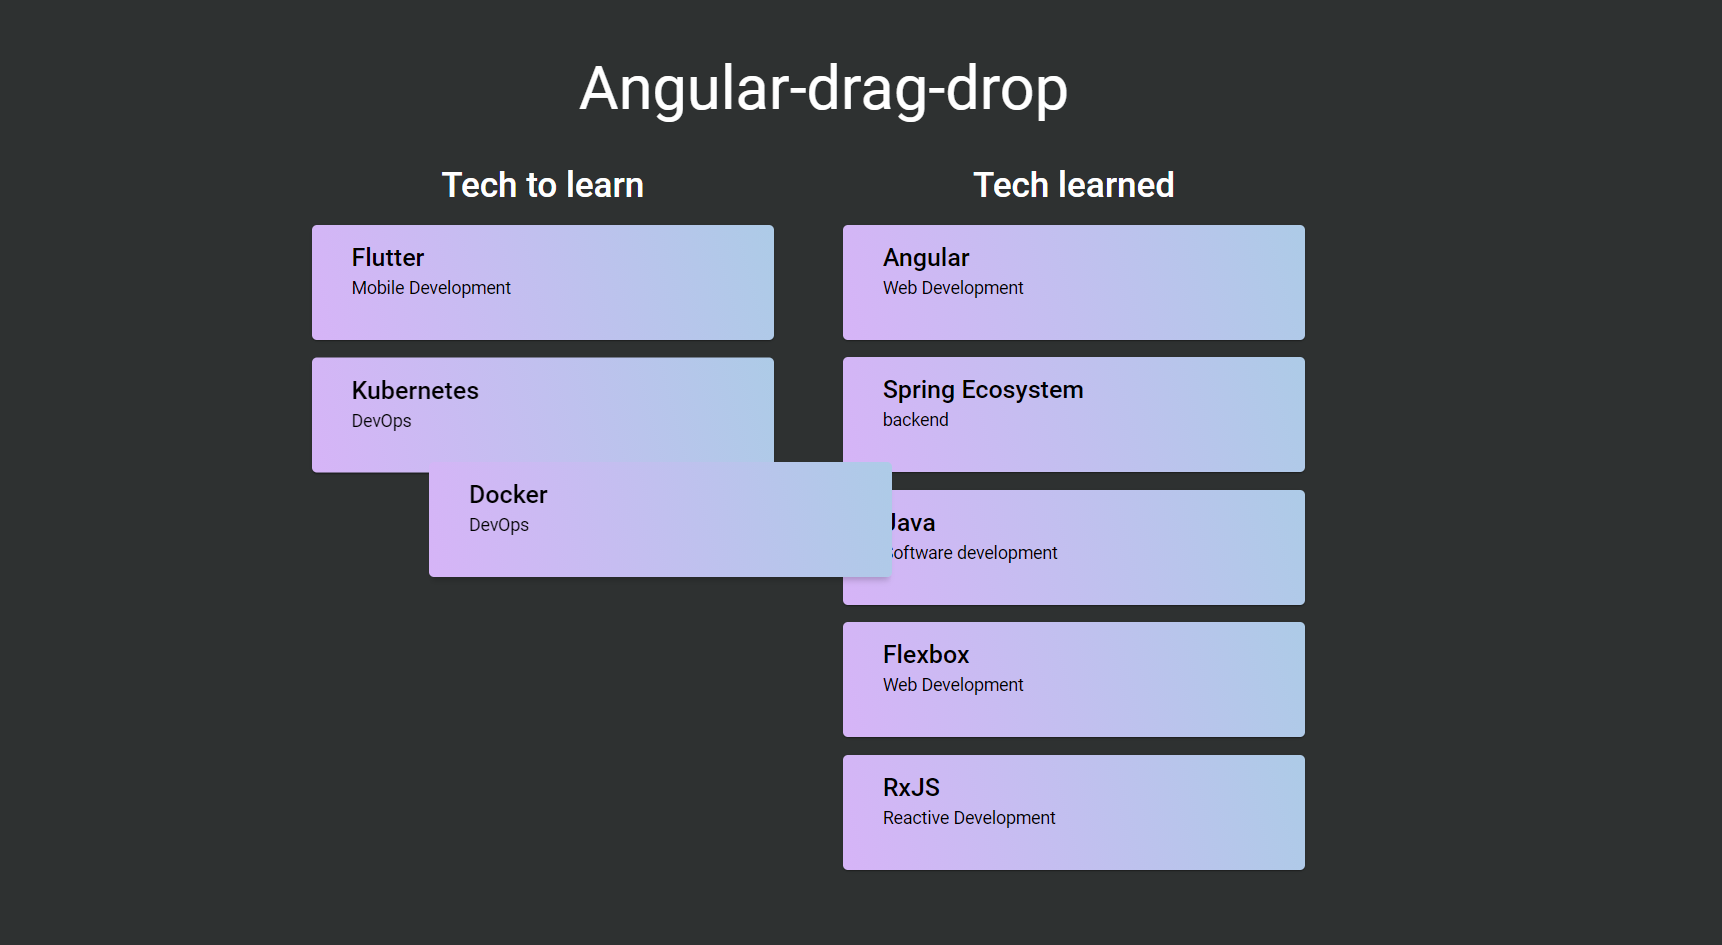 Angular-drag-drop
Tech to learn
Flutter
Mobile Development
Kubernetes
DevOps
Docker
DevOps
Tech learned
Angular
Web Development
Spring Ecosystem
backend
Java
Software development
Flexbox
Web Development
RxJS
Reactive Development